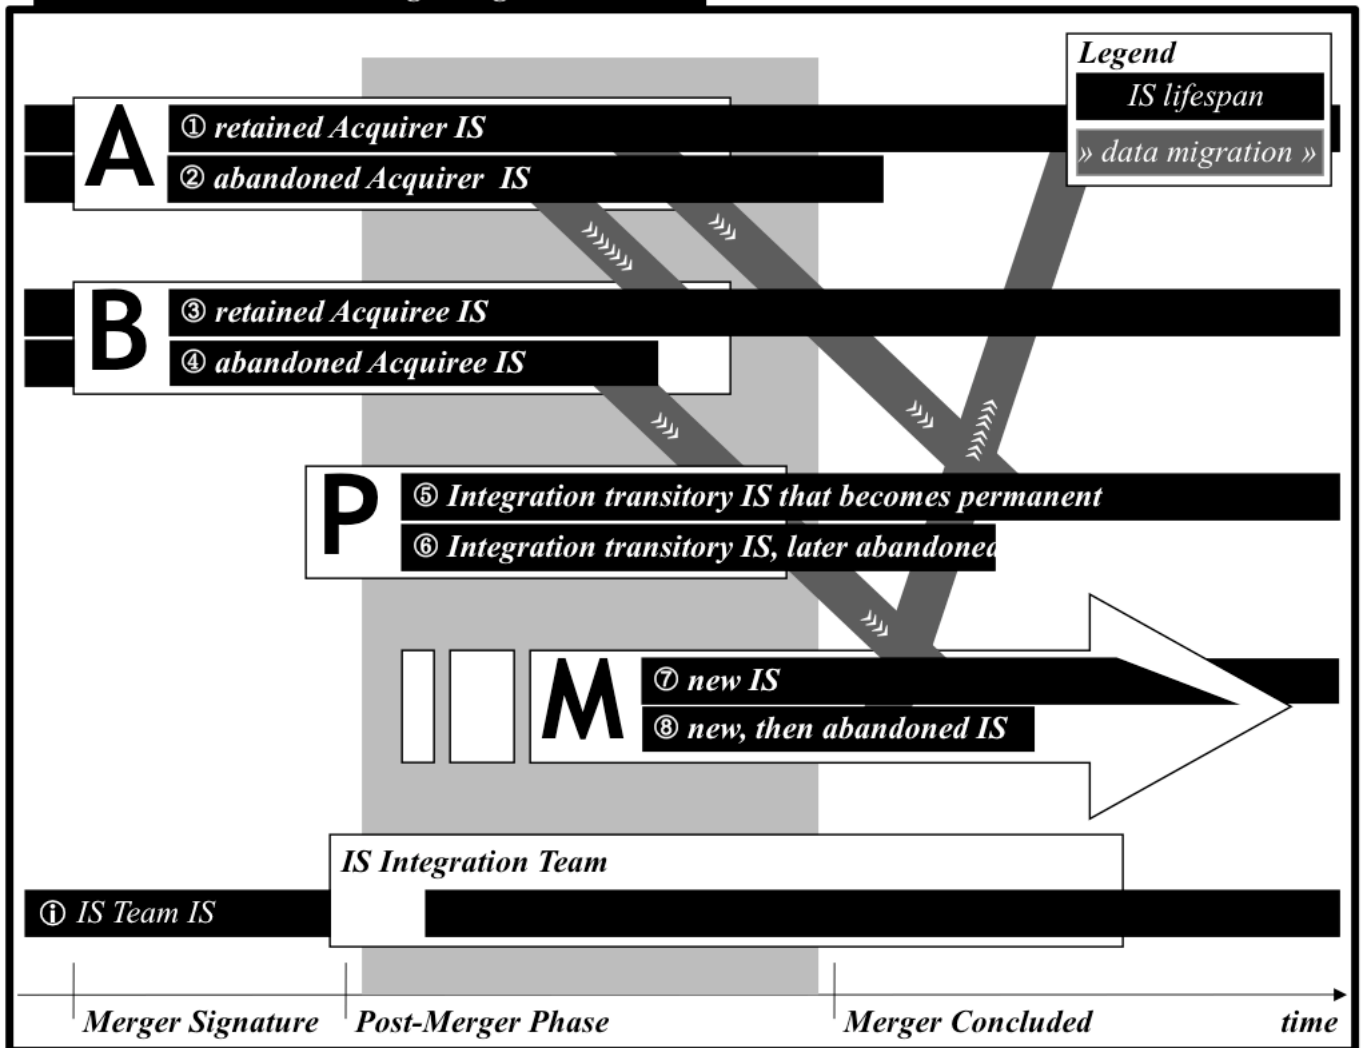 Legend
IS lifespan
» data migration »
A
① retained Acquirer IS
② abandoned Acquirer IS
B
③ retained Acquiree IS
④ abandoned Acquiree IS
P
⑤ Integration transitory IS that becomes permanent
⑥ Integration transitory IS, later abandoned
M
⑦ new IS
⑧ new, then abandoned IS
IS Integration Team
ⓘ IS Team IS
Merger Signature
Post-Merger Phase
Merger Concluded
time